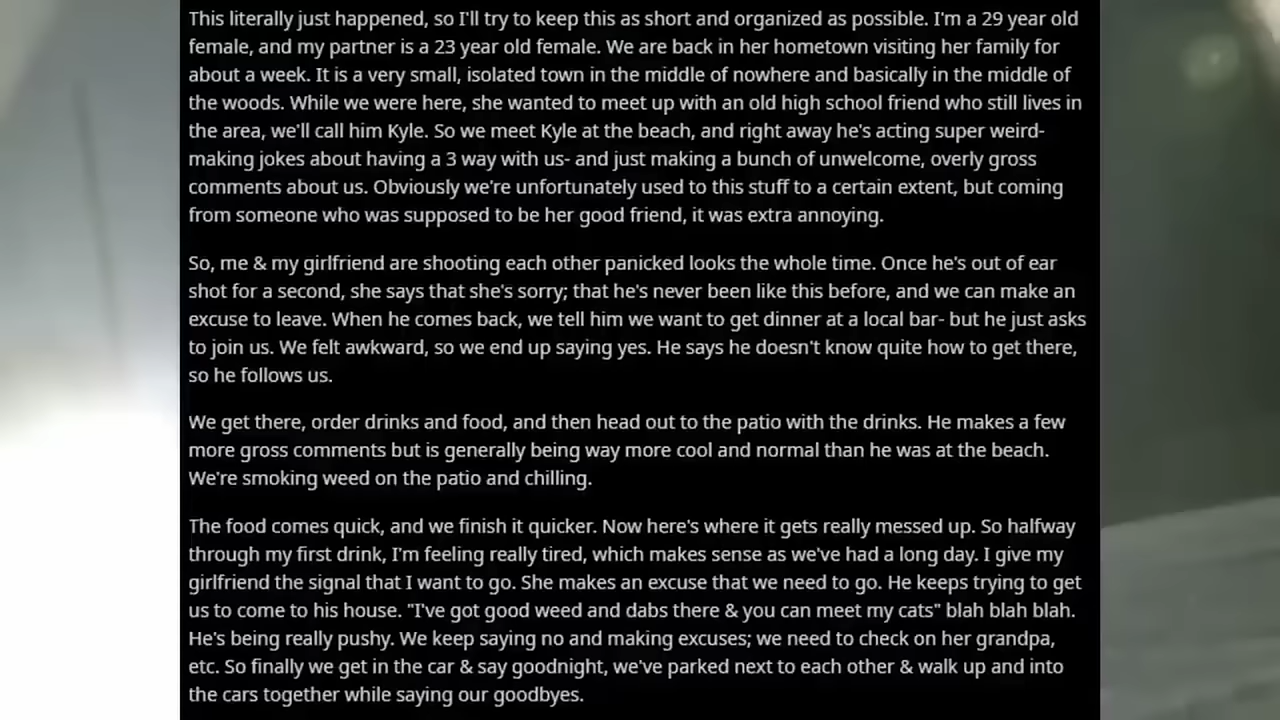 This literally just happened, so I'll try to keep this as short and organized as possible. I'm a 29 year old
female, and my partner is a 23 year old female. We are back in her hometown visiting her family for
about a week. It is a very small, isolated town in the middle of nowhere and basically in the middle of
the woods. While we were here, she wanted to meet up with an old high school friend who still lives in
the area, we'll call him Kyle. So we meet Kyle at the beach, and right away he's acting super weird-
making jokes about having a 3 way with us- and just making a bunch of unwelcome, overly gross
comments about us. Obviously we're unfortunately used to this stuff to a certain extent, but coming
from someone who was supposed to be her good friend, it was extra annoying.
So, me & my girlfriend are shooting each other panicked looks the whole time. Once he's out of ear
shot for a second, she says that she's sorry; that he's never been like this before, and we can make an
excuse to leave. When he comes back, we tell him we want to get dinner at a local bar- but he just asks
to join us. We felt awkward, so we end up saying yes. He says he doesn't know quite how to get there,
so he follows us.
We get there, order drinks and food, and then head out to the patio with the drinks. He makes a few
more gross comments but is generally being way more cool and normal than he was at the beach.
We're smoking weed on the patio and chilling.
The food comes quick, and we finish it quicker. Now here's where it gets really messed up. So halfway
through my first drink, I'm feeling really tired, which makes sense as we've had a long day. I give my
girlfriend the signal that I want to go. She makes an excuse that we need to go. He keeps trying to get
us to come to his house. "I've got good weed and dabs there & you can meet my cats" blah blah blah.
He's being really pushy. We keep saying no and making excuses; we need to check on her grandpa,
etc. So finally we get in the car & say goodnight, we've parked next to each other & walk up and into
the cars together while saying our goodbyes.